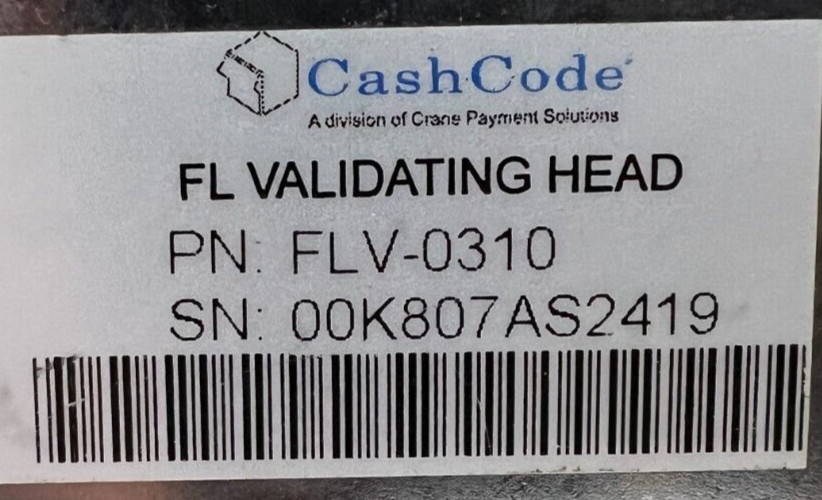 CashCode
A division of Crane Payment Solutions
FL VALIDATING HEAD
PN: FLV-0310
SN: 00K807AS2419